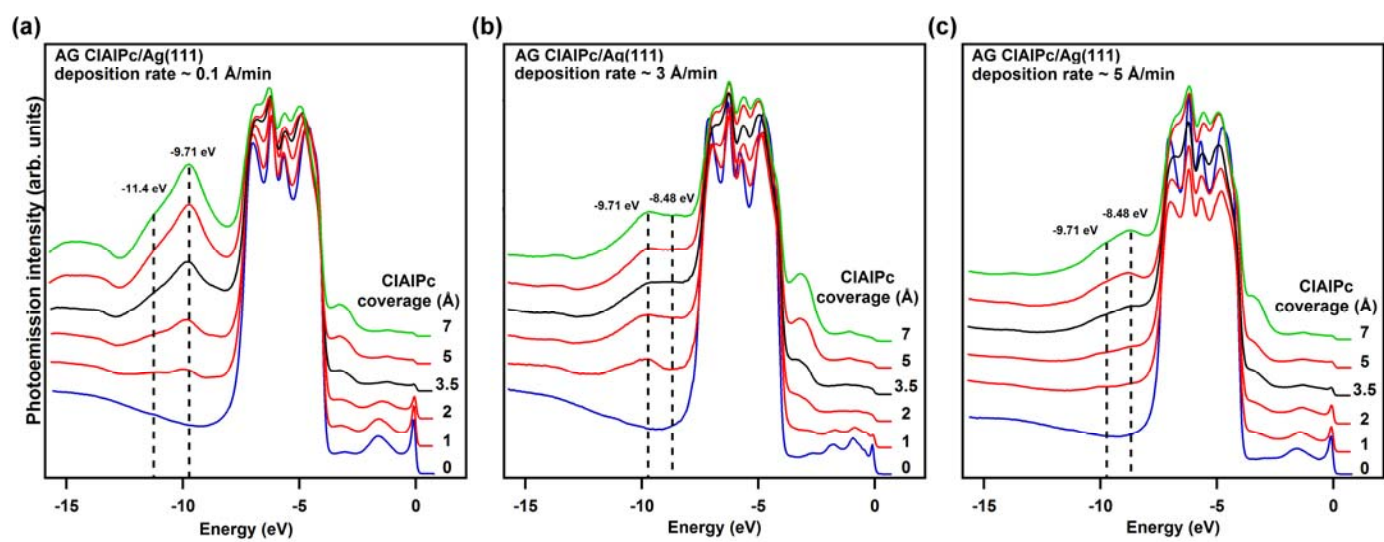 (a)
AG ClAlPc/Ag(111)
deposition rate ~ 0.1 Å/min
-9.71 eV
-11.4 eV
ClAlPc
coverage (Å)
7
5
3.5
2
1
0
Photoemission intensity (arb. units)
-15 -10 -5 0
Energy (eV)
(b)
AG ClAlPc/Ag(111)
deposition rate ~ 3 Å/min
-9.71 eV
-8.48 eV
ClAlPc
coverage (Å)
7
5
3.5
2
1
0
-15 -10 -5 0
Energy (eV)
(c)
AG ClAlPc/Ag(111)
deposition rate ~ 5 Å/min
-8.48 eV
-9.71 eV
ClAlPc
coverage (Å)
7
5
3.5
2
1
0
-15 -10 -5 0
Energy (eV)